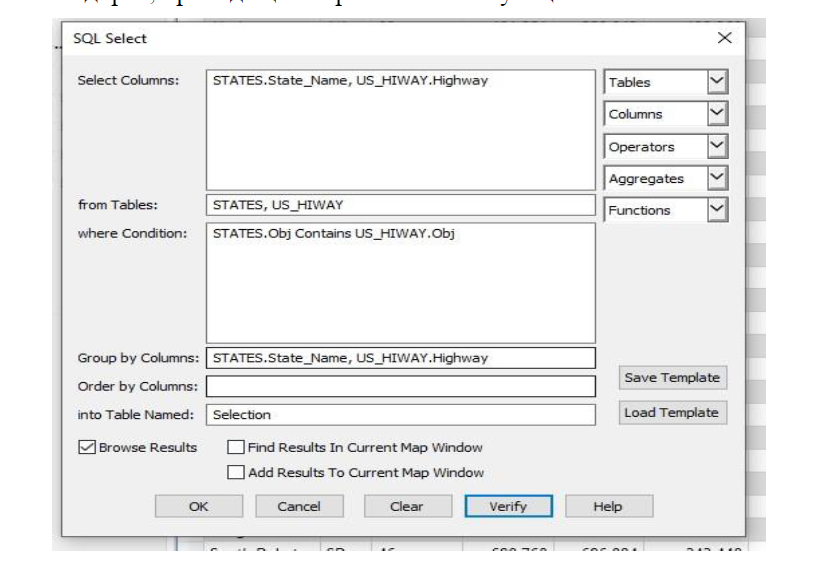 SQL Select
Select Columns:
STATES.State_Name, US_HIWAY.Highway
Tables
Columns
Operators
Aggregates
from Tables:
STATES, US_HIWAY
Functions
where Condition:
STATES.Obj Contains US_HIWAY.Obj
Group by Columns:
STATES.State_Name, US_HIWAY.Highway
Save Template
Order by Columns:
into Table Named:
Selection
Load Template
Browse Results
Find Results In Current Map Window
Add Results To Current Map Window
OK Cancel Clear Verify Help